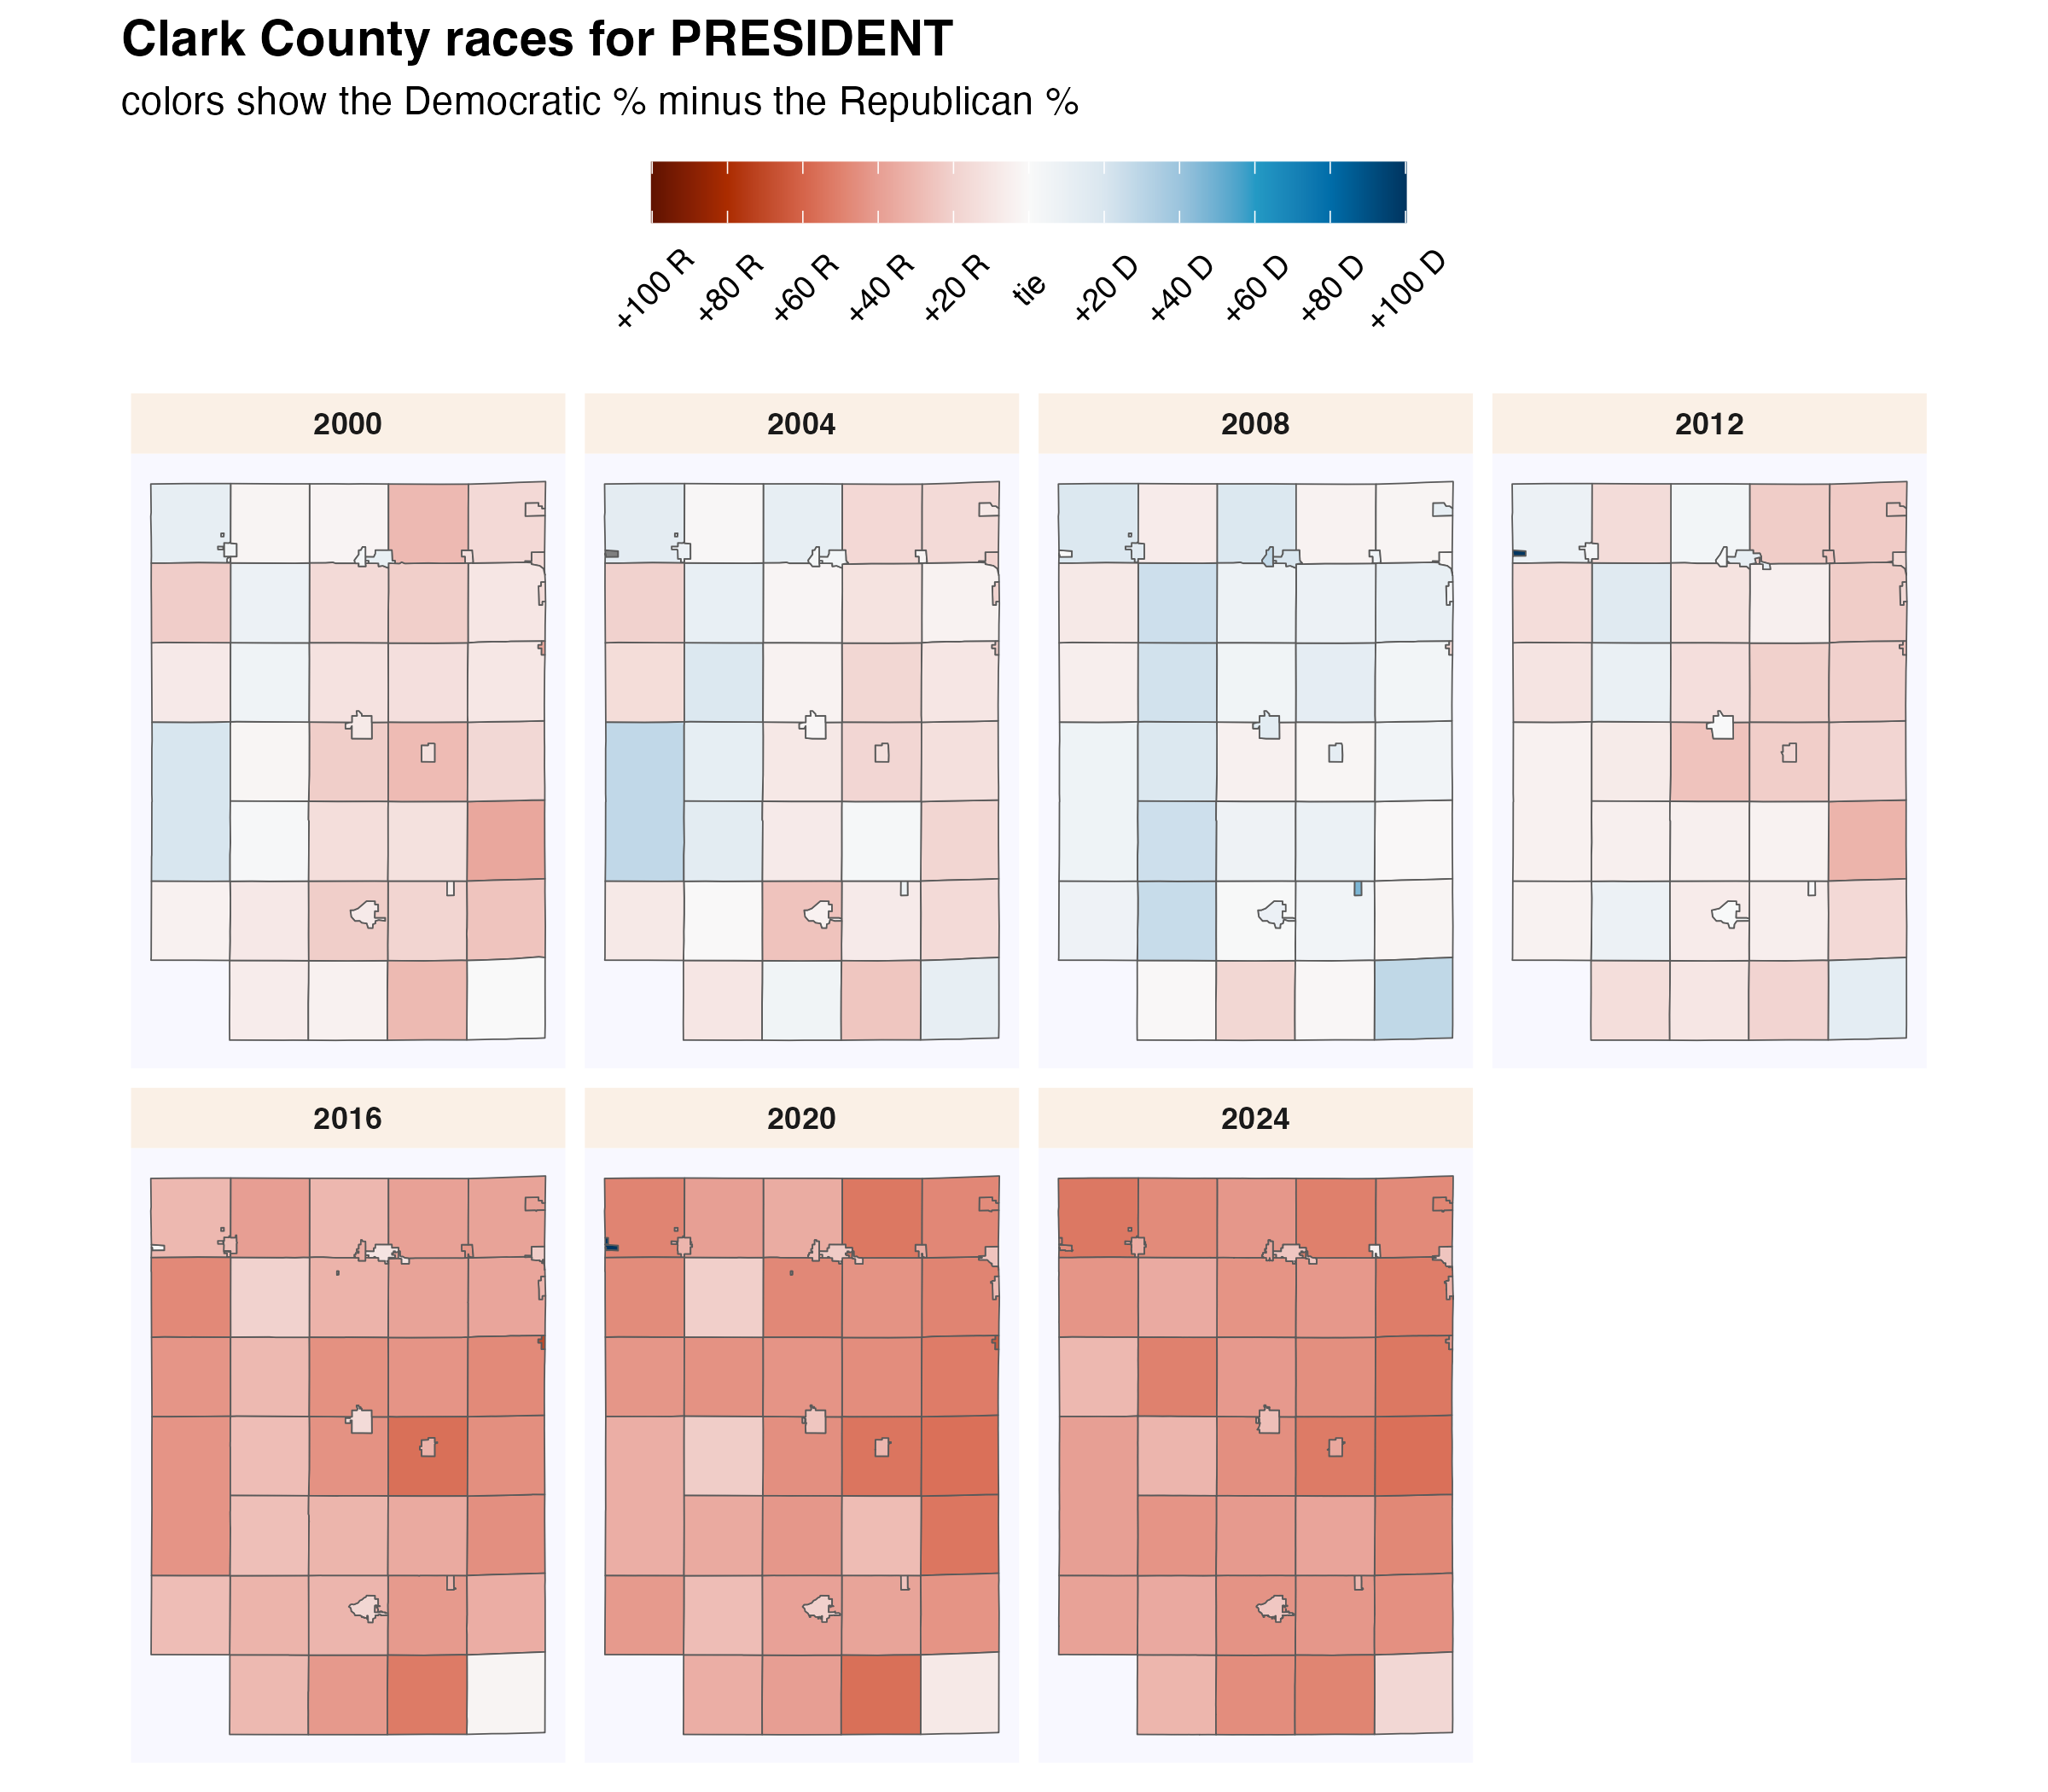 Clark County races for PRESIDENT
colors show the Democratic % minus the Republican %
+100 R +80 R +60 R +40 R +20 R tie +20 D +40 D +60 D +80 D +100 D
2000 2004 2008 2012
2016 2020 2024